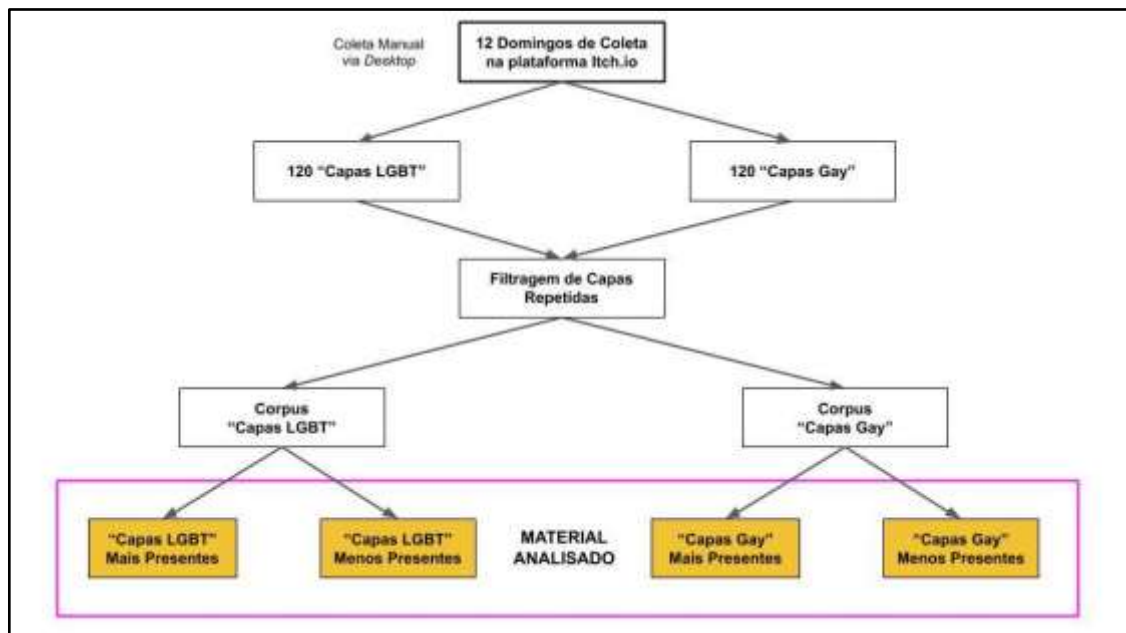 Coleta Manual
via Desktop
12 Domingos de Coleta
na plataforma Itch.io
120 “Capas LGBT”
120 “Capas Gay”
Filtragem de Capas
Repetidas
Corpus
“Capas LGBT”
Corpus
“Capas Gay”
“Capas LGBT”
Mais Presentes
“Capas LGBT”
Menos Presentes
MATERIAL
ANALISADO
“Capas Gay”
Mais Presentes
“Capas Gay”
Menos Presentes